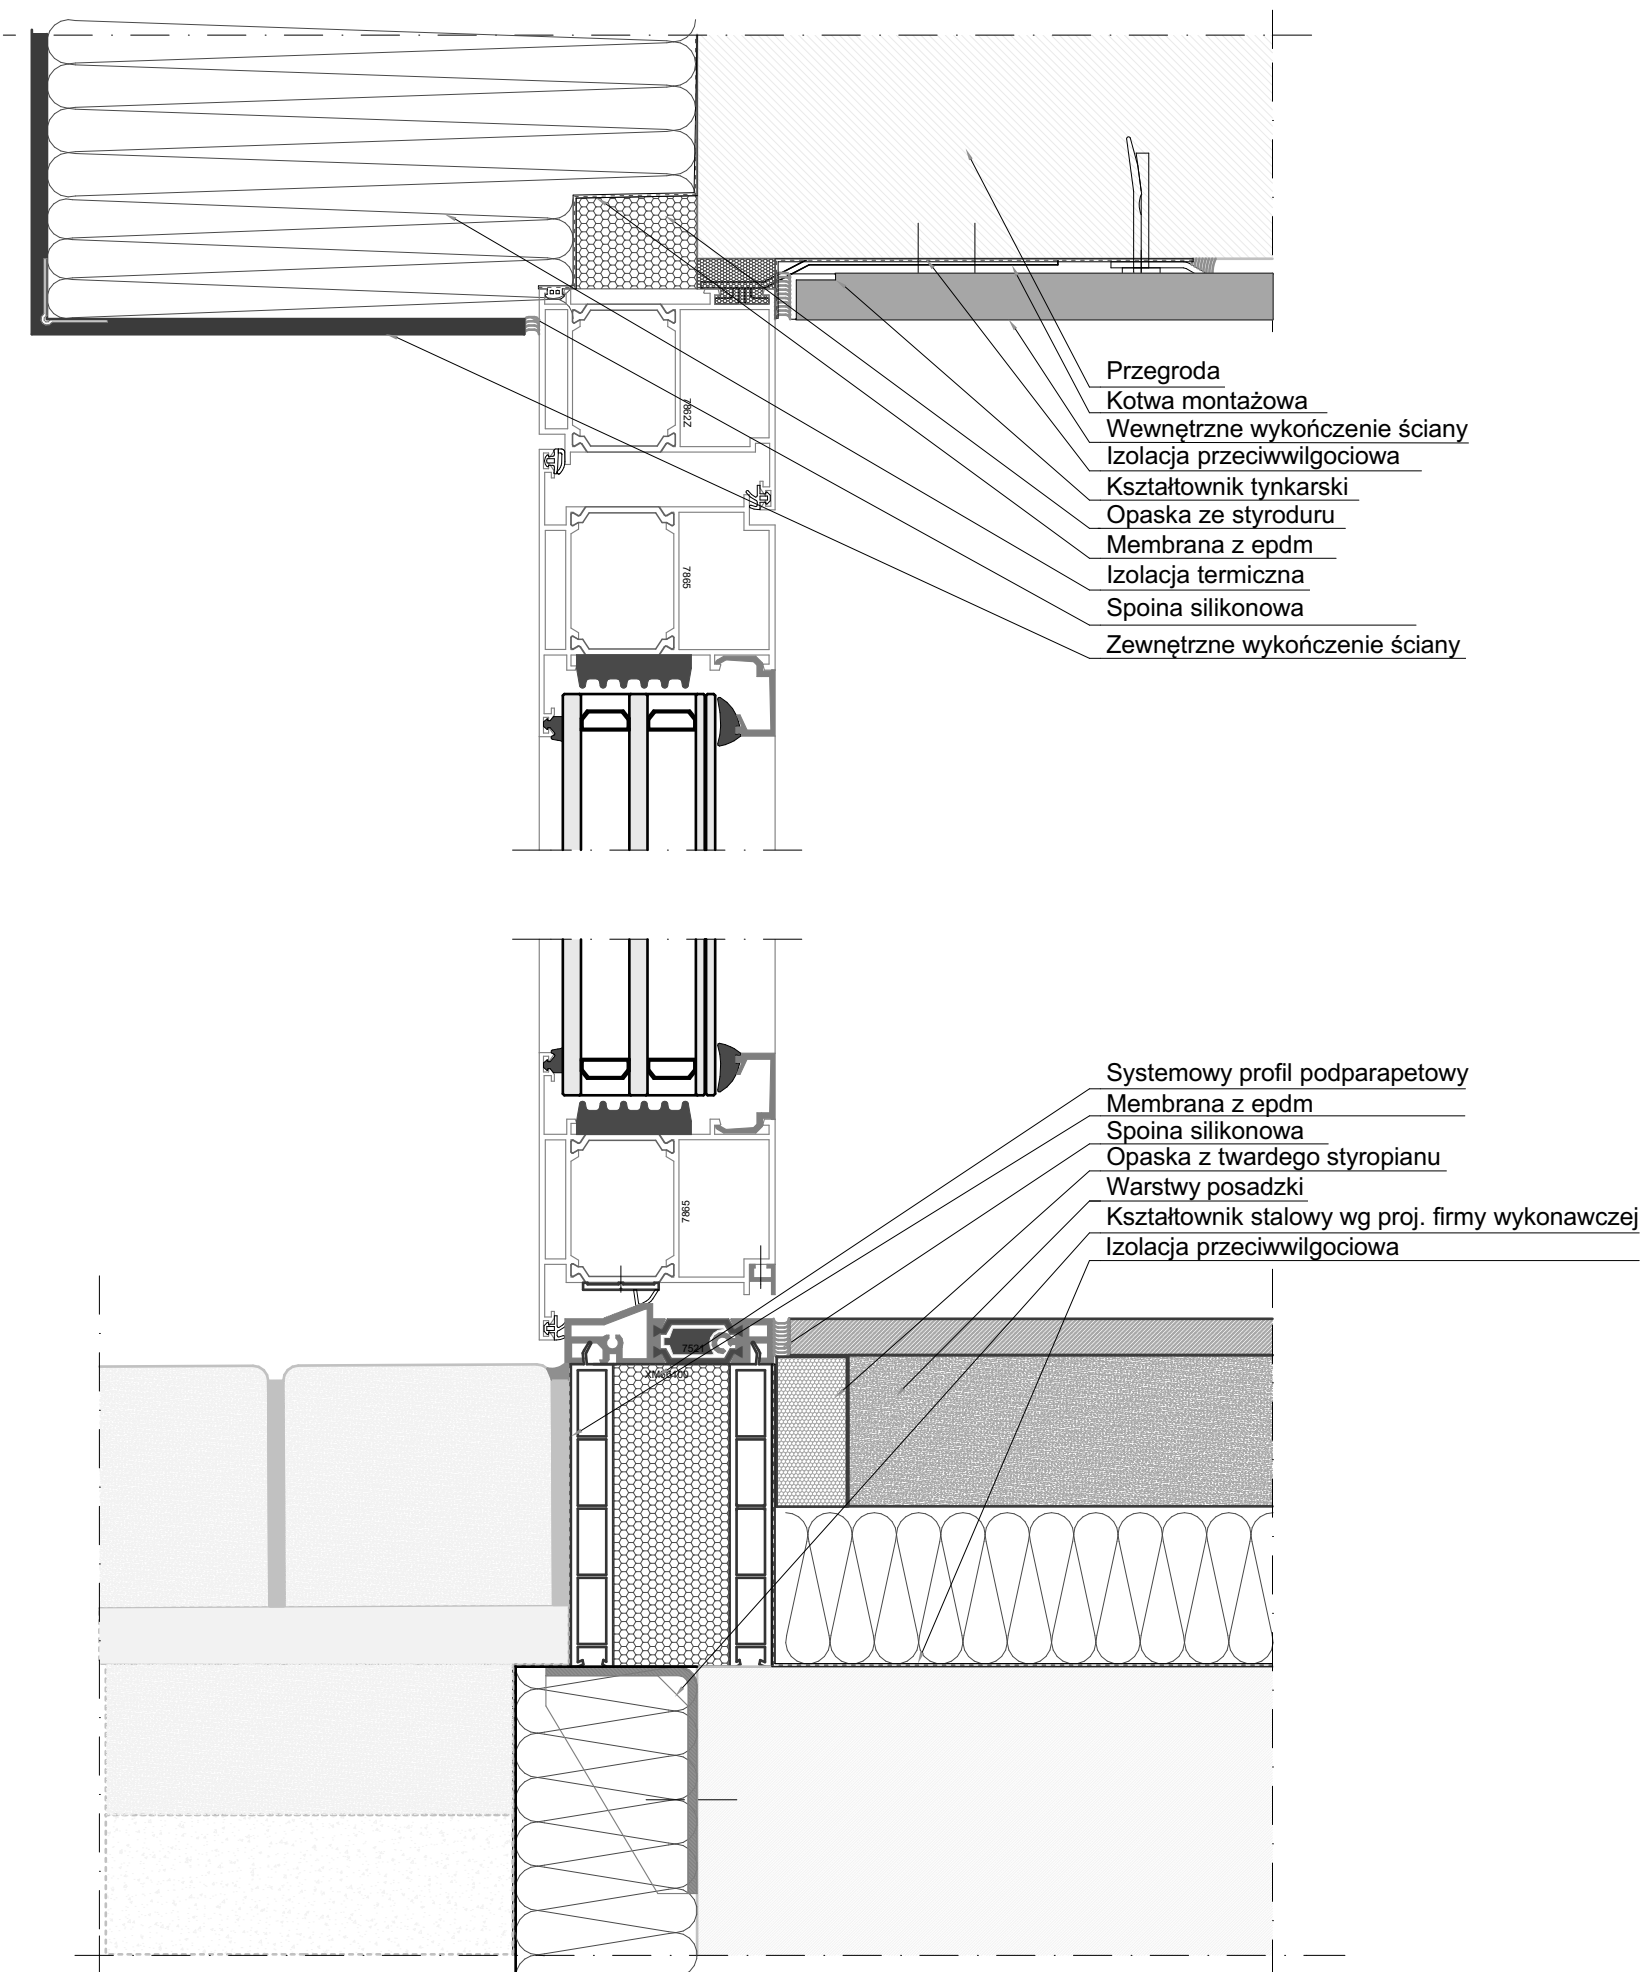 Przegroda
Kotwa montażowa
Wewnętrzne wykończenie ściany
Izolacja przeciwwilgociowa
Kształtownik tynkarski
Opaska ze styroduru
Membrana z epdm
Izolacja termiczna
Spoina silikonowa
Zewnętrzne wykończenie ściany
7862Z
7865
Systemowy profil podparapetowy
Membrana z epdm
Spoina silikonowa
Opaska z twardego styropianu
Warstwy posadzki
Kształtownik stalowy wg proj. firmy wykonawczej
Izolacja przeciwwilgociowa
7865
7521